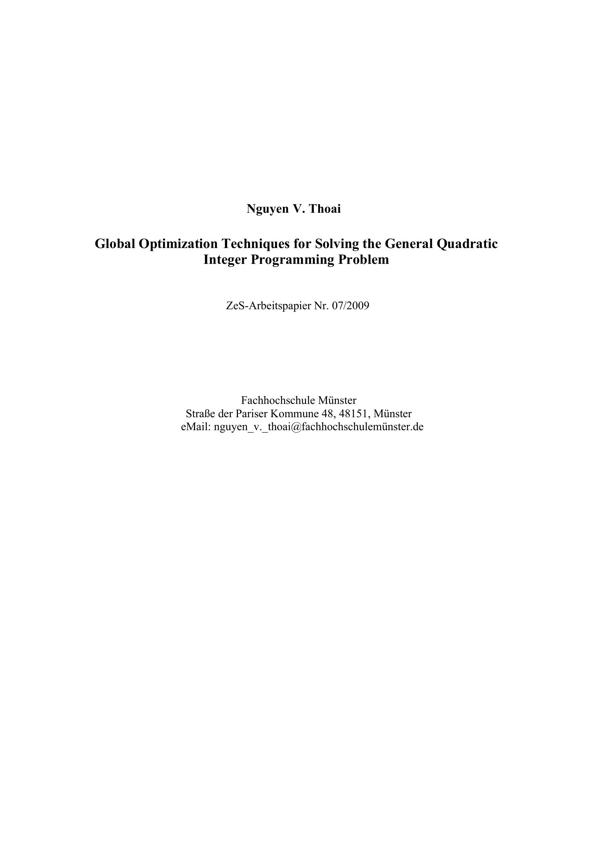 Nguyen V. Thoai
Global Optimization Techniques for Solving the General Quadratic
Integer Programming Problem
ZeS-Arbeitspapier Nr. 07/2009
Fachhochschule Münster
Straße der Pariser Kommune 48, 48151, Münster
eMail: nguyen_v._thoai@fachhochschulemünster.de